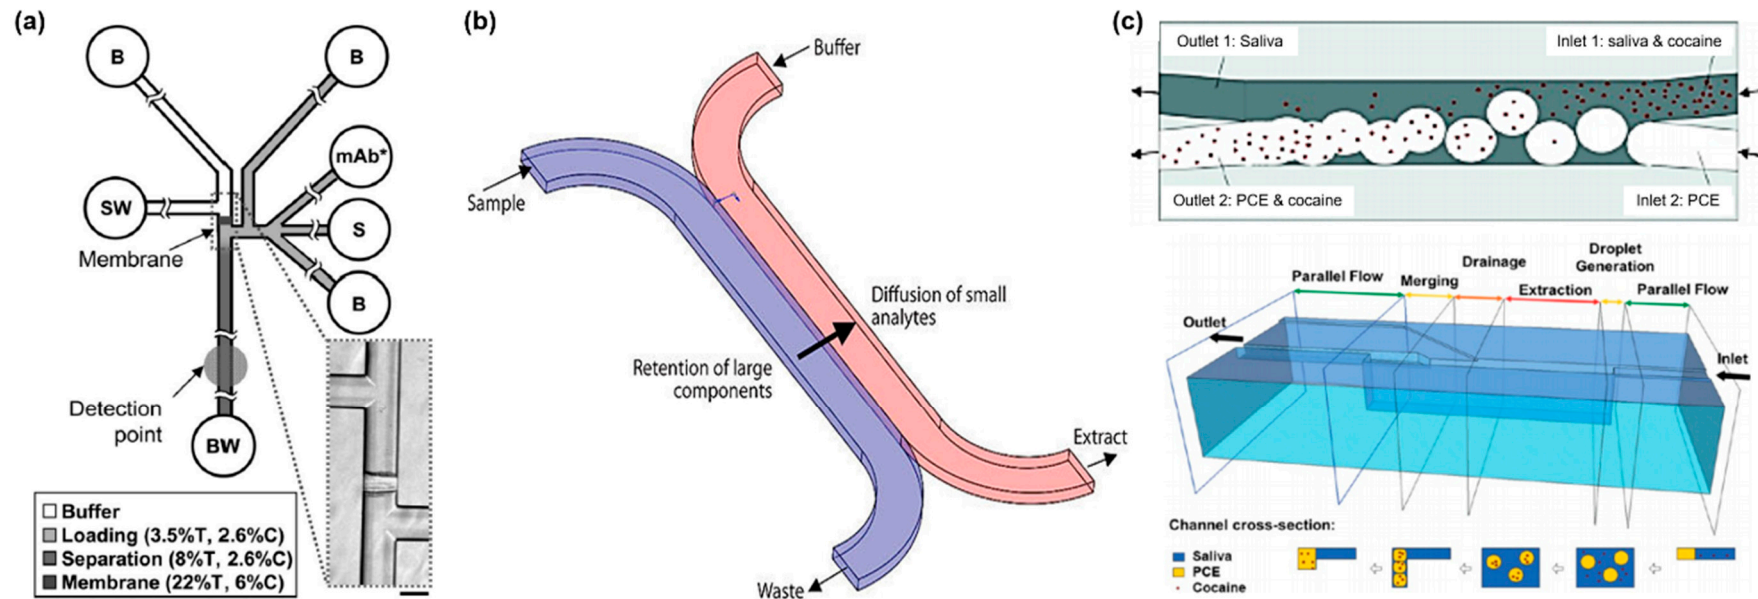 (a)
B
B
mAb*
SW
S
Membrane
B
Detection
point
BW
Buffer
Loading (3.5%T, 2.6%C)
Separation (8%T, 2.6%C)
Membrane (22%T, 6%C)
(b)
Buffer
Sample
Diffusion of small
analytes
Retention of large
components
Extract
Waste
(c)
Outlet 1: Saliva
Inlet 1: saliva & cocaine
Outlet 2: PCE & cocaine
Inlet 2: PCE
Droplet
Generation
Drainage
Parallel Flow
Merging
Extraction
Parallel Flow
Outlet
Inlet
Channel cross-section:
Saliva
PCE
Cocaine